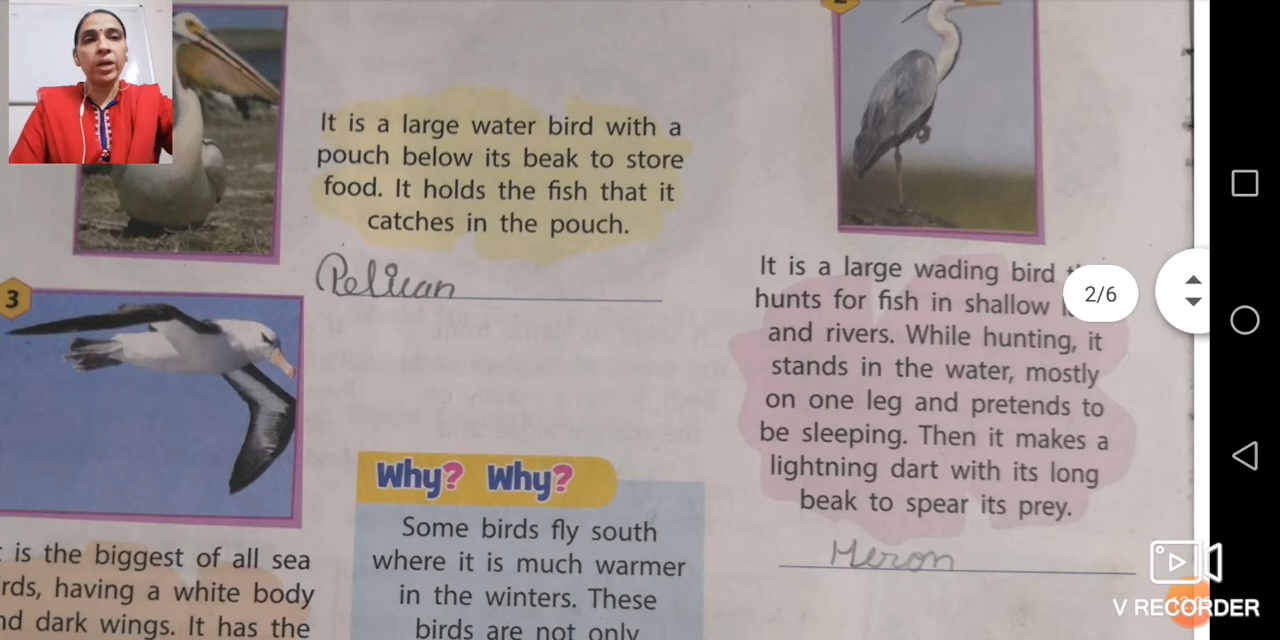 2
It is a large water bird with a
pouch below its beak to store
food. It holds the fish that it
catches in the pouch.
Pelican
It is a large wading bird
hunts for fish in shallow
and rivers. While hunting, it
stands in the water, mostly
on one leg and pretends to
be sleeping. Then it makes a
lightning dart with its long
beak to spear its prey.
Heron
2/6
3
Why? Why?
Some birds fly south
where it is much warmer
in the winters. These
birds are not only
is the biggest of all sea
having a white body
dark wings. It has the
V RECORDER